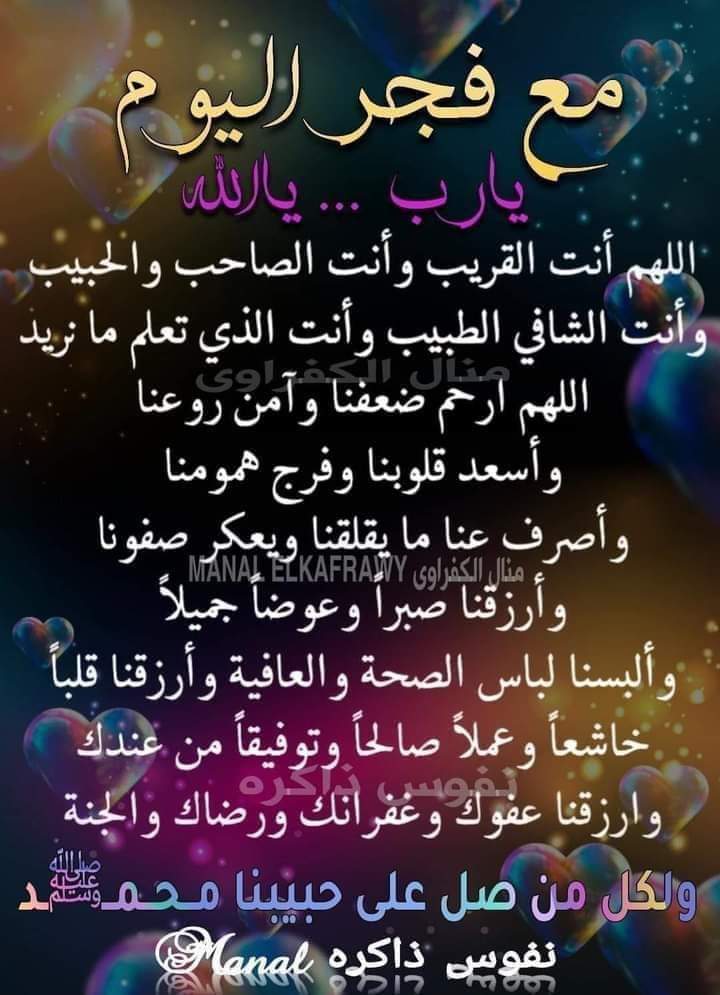 مع فجر اليوم
يارب ... ياالله
اللهم أنت القريب وأنت الصاحب والحبيب
وأنت الشافي الطبيب وأنت الذي تعلم ما نريد
منال الكفراوى
اللهم ارحم ضعفنا وآمن روعنا
وأسعد قلوبنا وفرج همومنا
وأصرف عنا ما يقلقنا ويعكر صفونا
MANAL ELKAFRAWY منال الكفراوى
وأرزقنا صبراً وعوضاً جميلاً
وألبسنا لباس الصحة والعافية وأرزقنا قلباً
خاشعاً وعملاً صالحاً وتوفيقاً من عندك
نفوس ذاكره
وارزقنا عفوك وغفرانك ورضاك والجنة
ولكل من صل على حبيبنا محمـــد ﷺ
نفوس ذاكره Manal